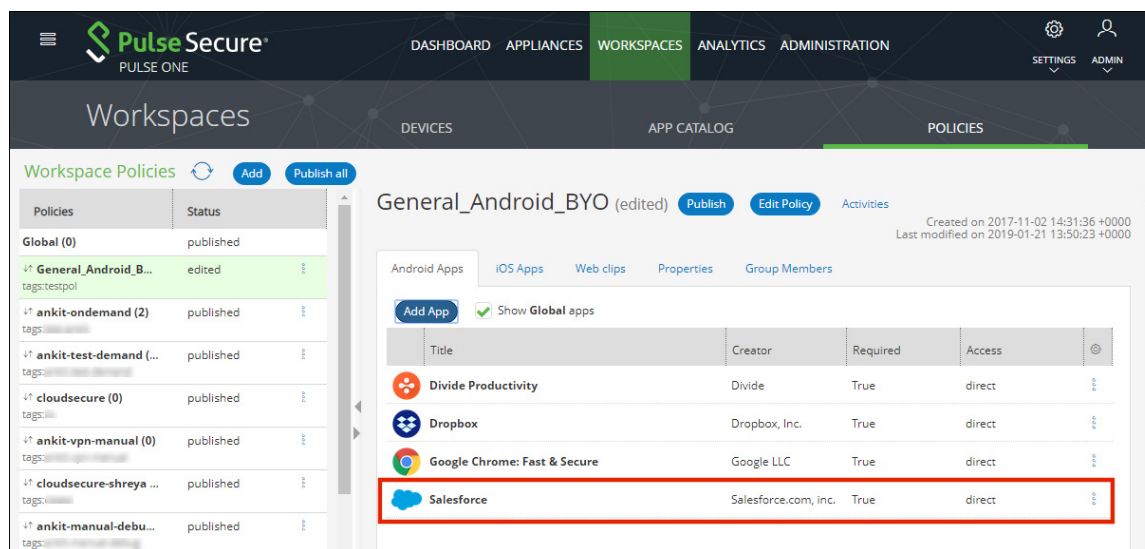 Pulse Secure®
PULSE ONE
DASHBOARD APPLIANCES WORKSPACES ANALYTICS ADMINISTRATION
SETTINGS ADMIN
Workspaces
DEVICES APP CATALOG POLICIES
Workspace Policies Add Publish all
Policies Status
Global (0) published
General_Android_B... edited
tags:testpol
ankit-ondemand (2) published
tags:
ankit-test-demand (... published
tags:
cloudsecure (0) published
tags:
ankit-vpn-manual (0) published
tags:
cloudsecure-shreya ... published
tags:
ankit-manual-debu... published
tags:
General_Android_BYO (edited) Publish Edit Policy Activities
Created on 2017-11-02 14:31:36 +0000
Last modified on 2019-01-21 13:50:23 +0000
Android Apps iOS Apps Web clips Properties Group Members
Add App Show Global apps
Title Creator Required Access
Divide Productivity Divide True direct
Dropbox Dropbox, Inc. True direct
Google Chrome: Fast & Secure Google LLC True direct
Salesforce Salesforce.com, inc. True direct